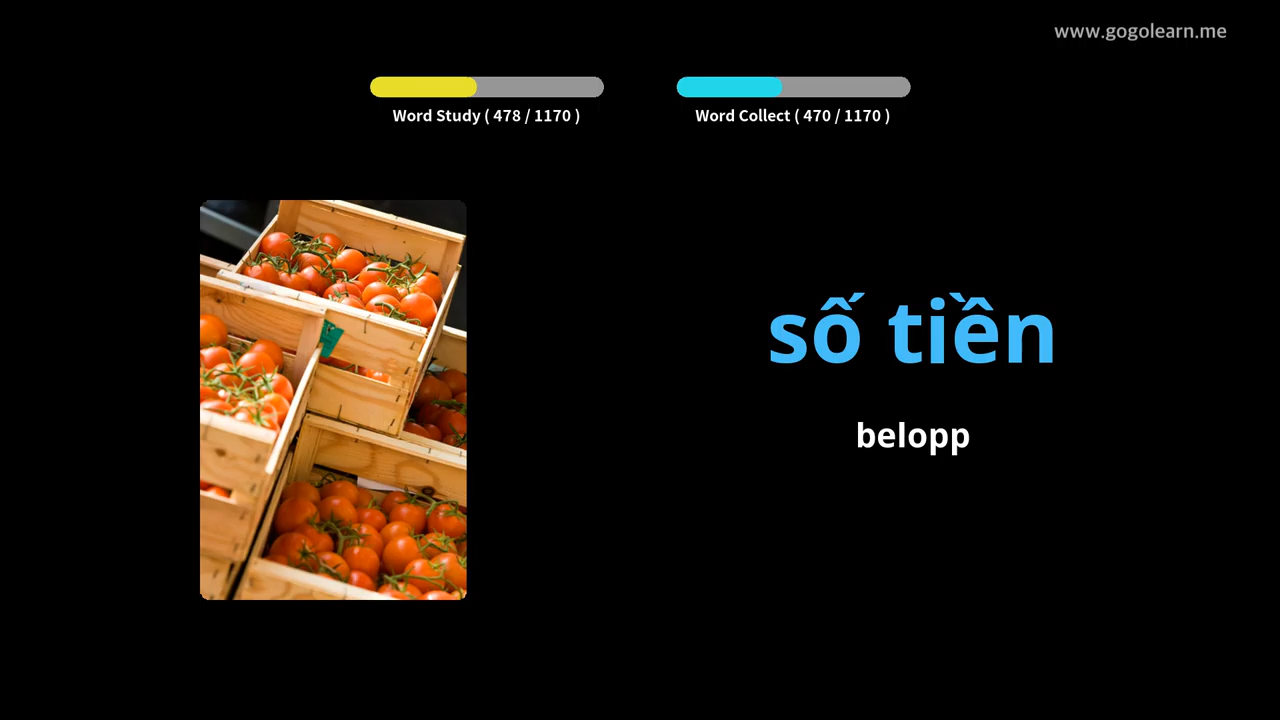 www.gogolearn.me
Word Study ( 478 / 1170 )
Word Collect ( 470 / 1170 )
số tiền
belopp